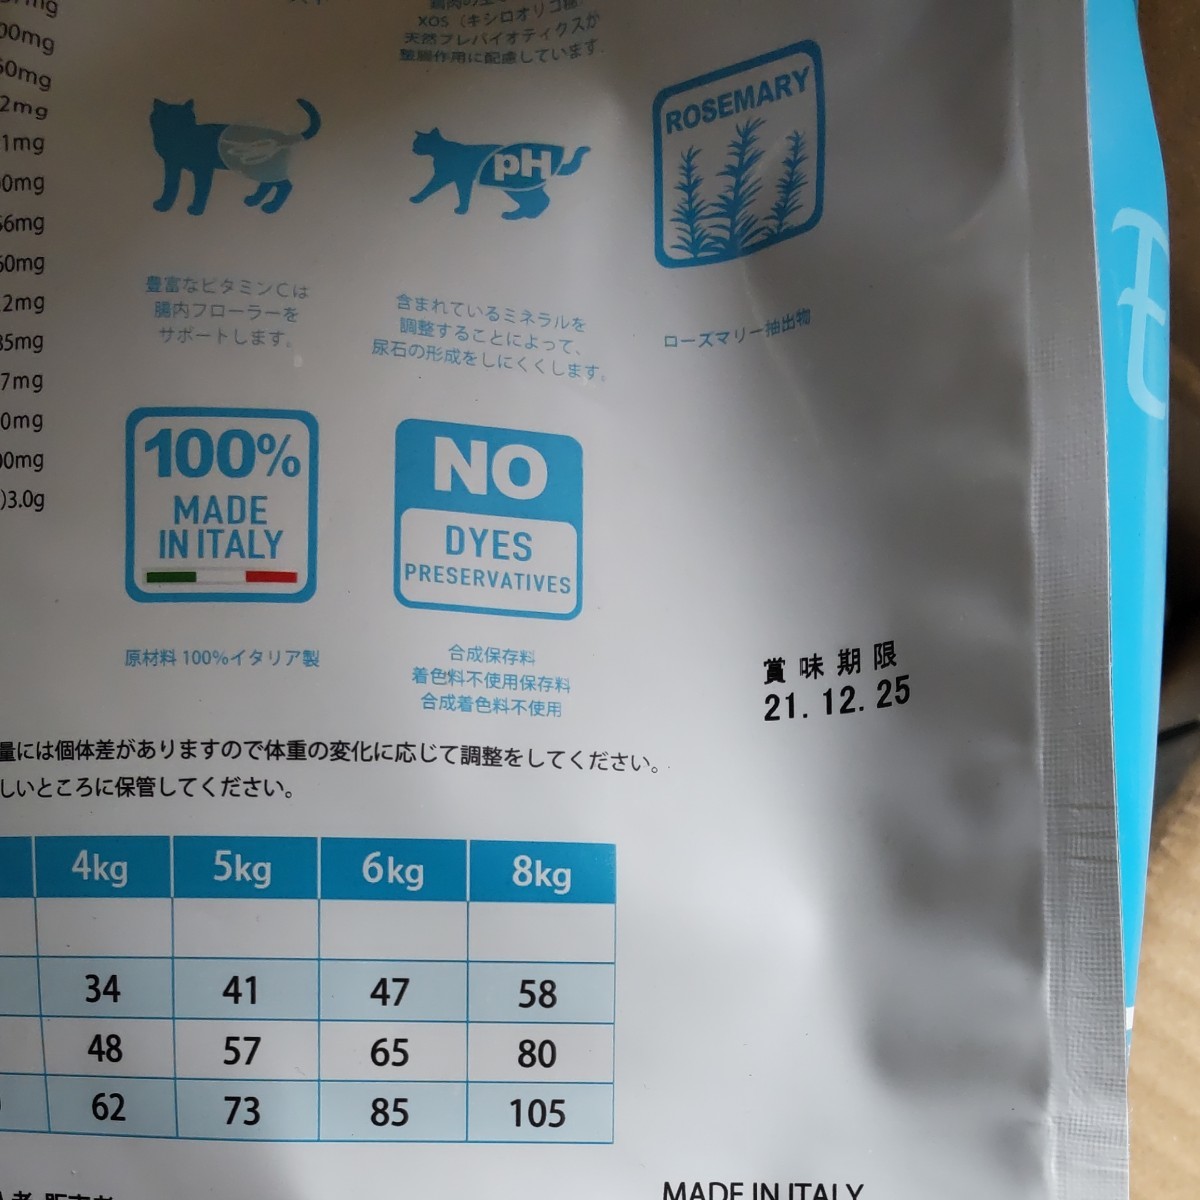 XOS（キシロオリゴ糖
天然プレバイオティクスが
整腸作用に配慮しています.
pH
ROSEMARY
豊富なビタミンCは
腸内フローラーを
サポートします。
含まれているミネラルを
調整することによって、
尿石の形成をしにくくします。
ローズマリー抽出物
100%
MADE
IN ITALY
NO
DYES
PRESERVATIVES
原材料 100%イタリア製
合成保存料
着色料不使用保存料
合成着色料不使用
賞味期限
21.12.25
00mg
50mg
2mg
1mg
0mg
56mg
60mg
2mg
35mg
7mg
0mg
00mg
)3.0g
量には個体差がありますので体重の変化に応じて調整をしてください。
しいところに保管してください。
4kg 5kg 6kg 8kg
34 41 47 58
48 57 65 80
62 73 85 105
MADE IN ITALY